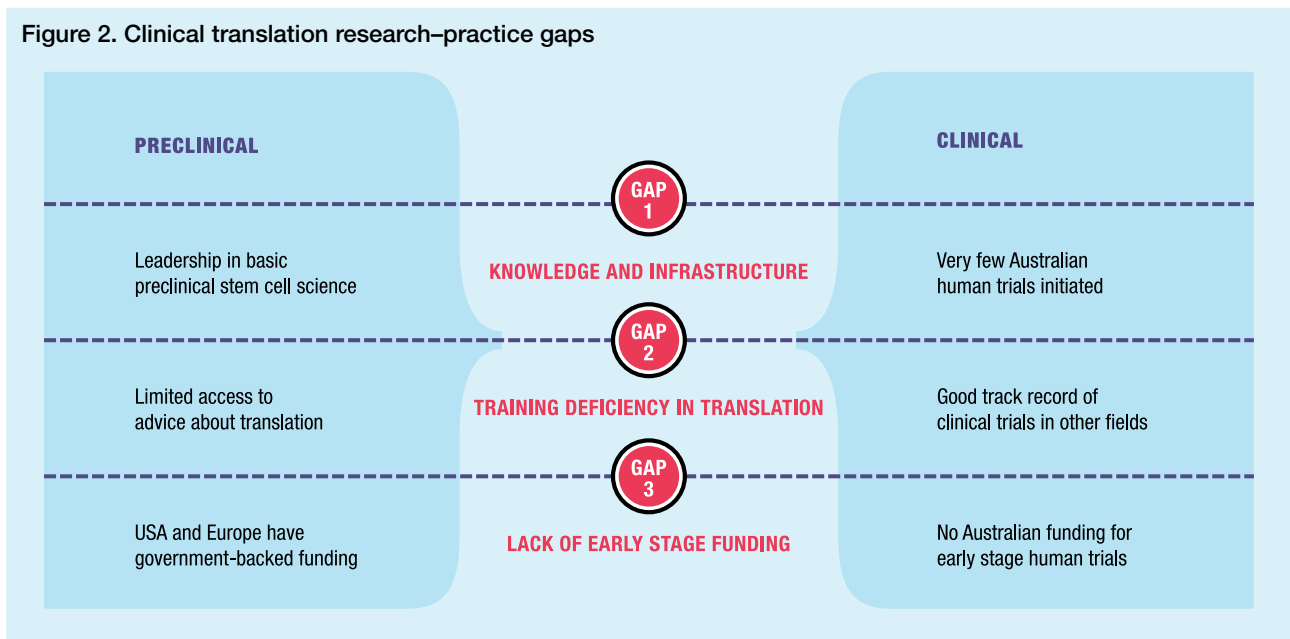 Figure 2. Clinical translation research–practice gaps
PRECLINICAL
CLINICAL
GAP
1
Leadership in basic
preclinical stem cell science
KNOWLEDGE AND INFRASTRUCTURE
Very few Australian
human trials initiated
GAP
2
Limited access to
advice about translation
TRAINING DEFICIENCY IN TRANSLATION
Good track record of
clinical trials in other fields
GAP
3
USA and Europe have
government-backed funding
LACK OF EARLY STAGE FUNDING
No Australian funding for
early stage human trials